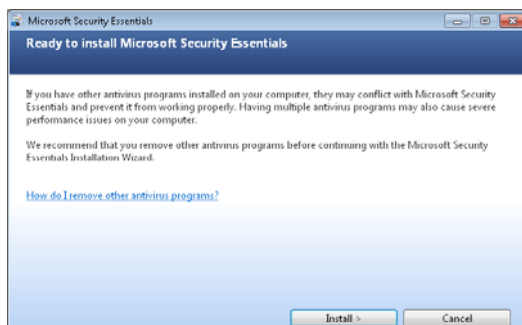 Microsoft Security Essentials
Ready to install Microsoft Security Essentials
If you have other antivirus programs installed on your computer, they may conflict with Microsoft Security
Essentials and prevent it from working properly. Having multiple antivirus programs may also cause severe
performance issues on your computer.
We recommend that you remove other antivirus programs before continuing with the Microsoft Security
Essentials Installation Wizard.
How do I remove other antivirus programs?
Install >
Cancel